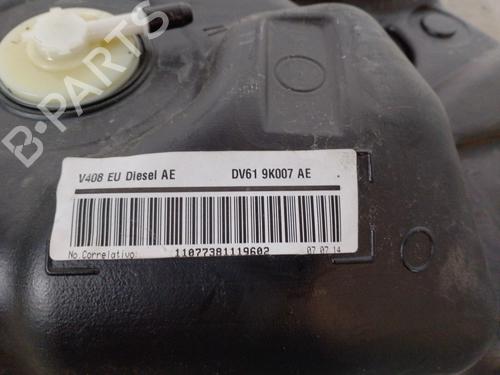 B-PARTS
V408 EU Diesel AE DV61 9K007 AE
No.Correlativo: 11077381119602 07 07 14